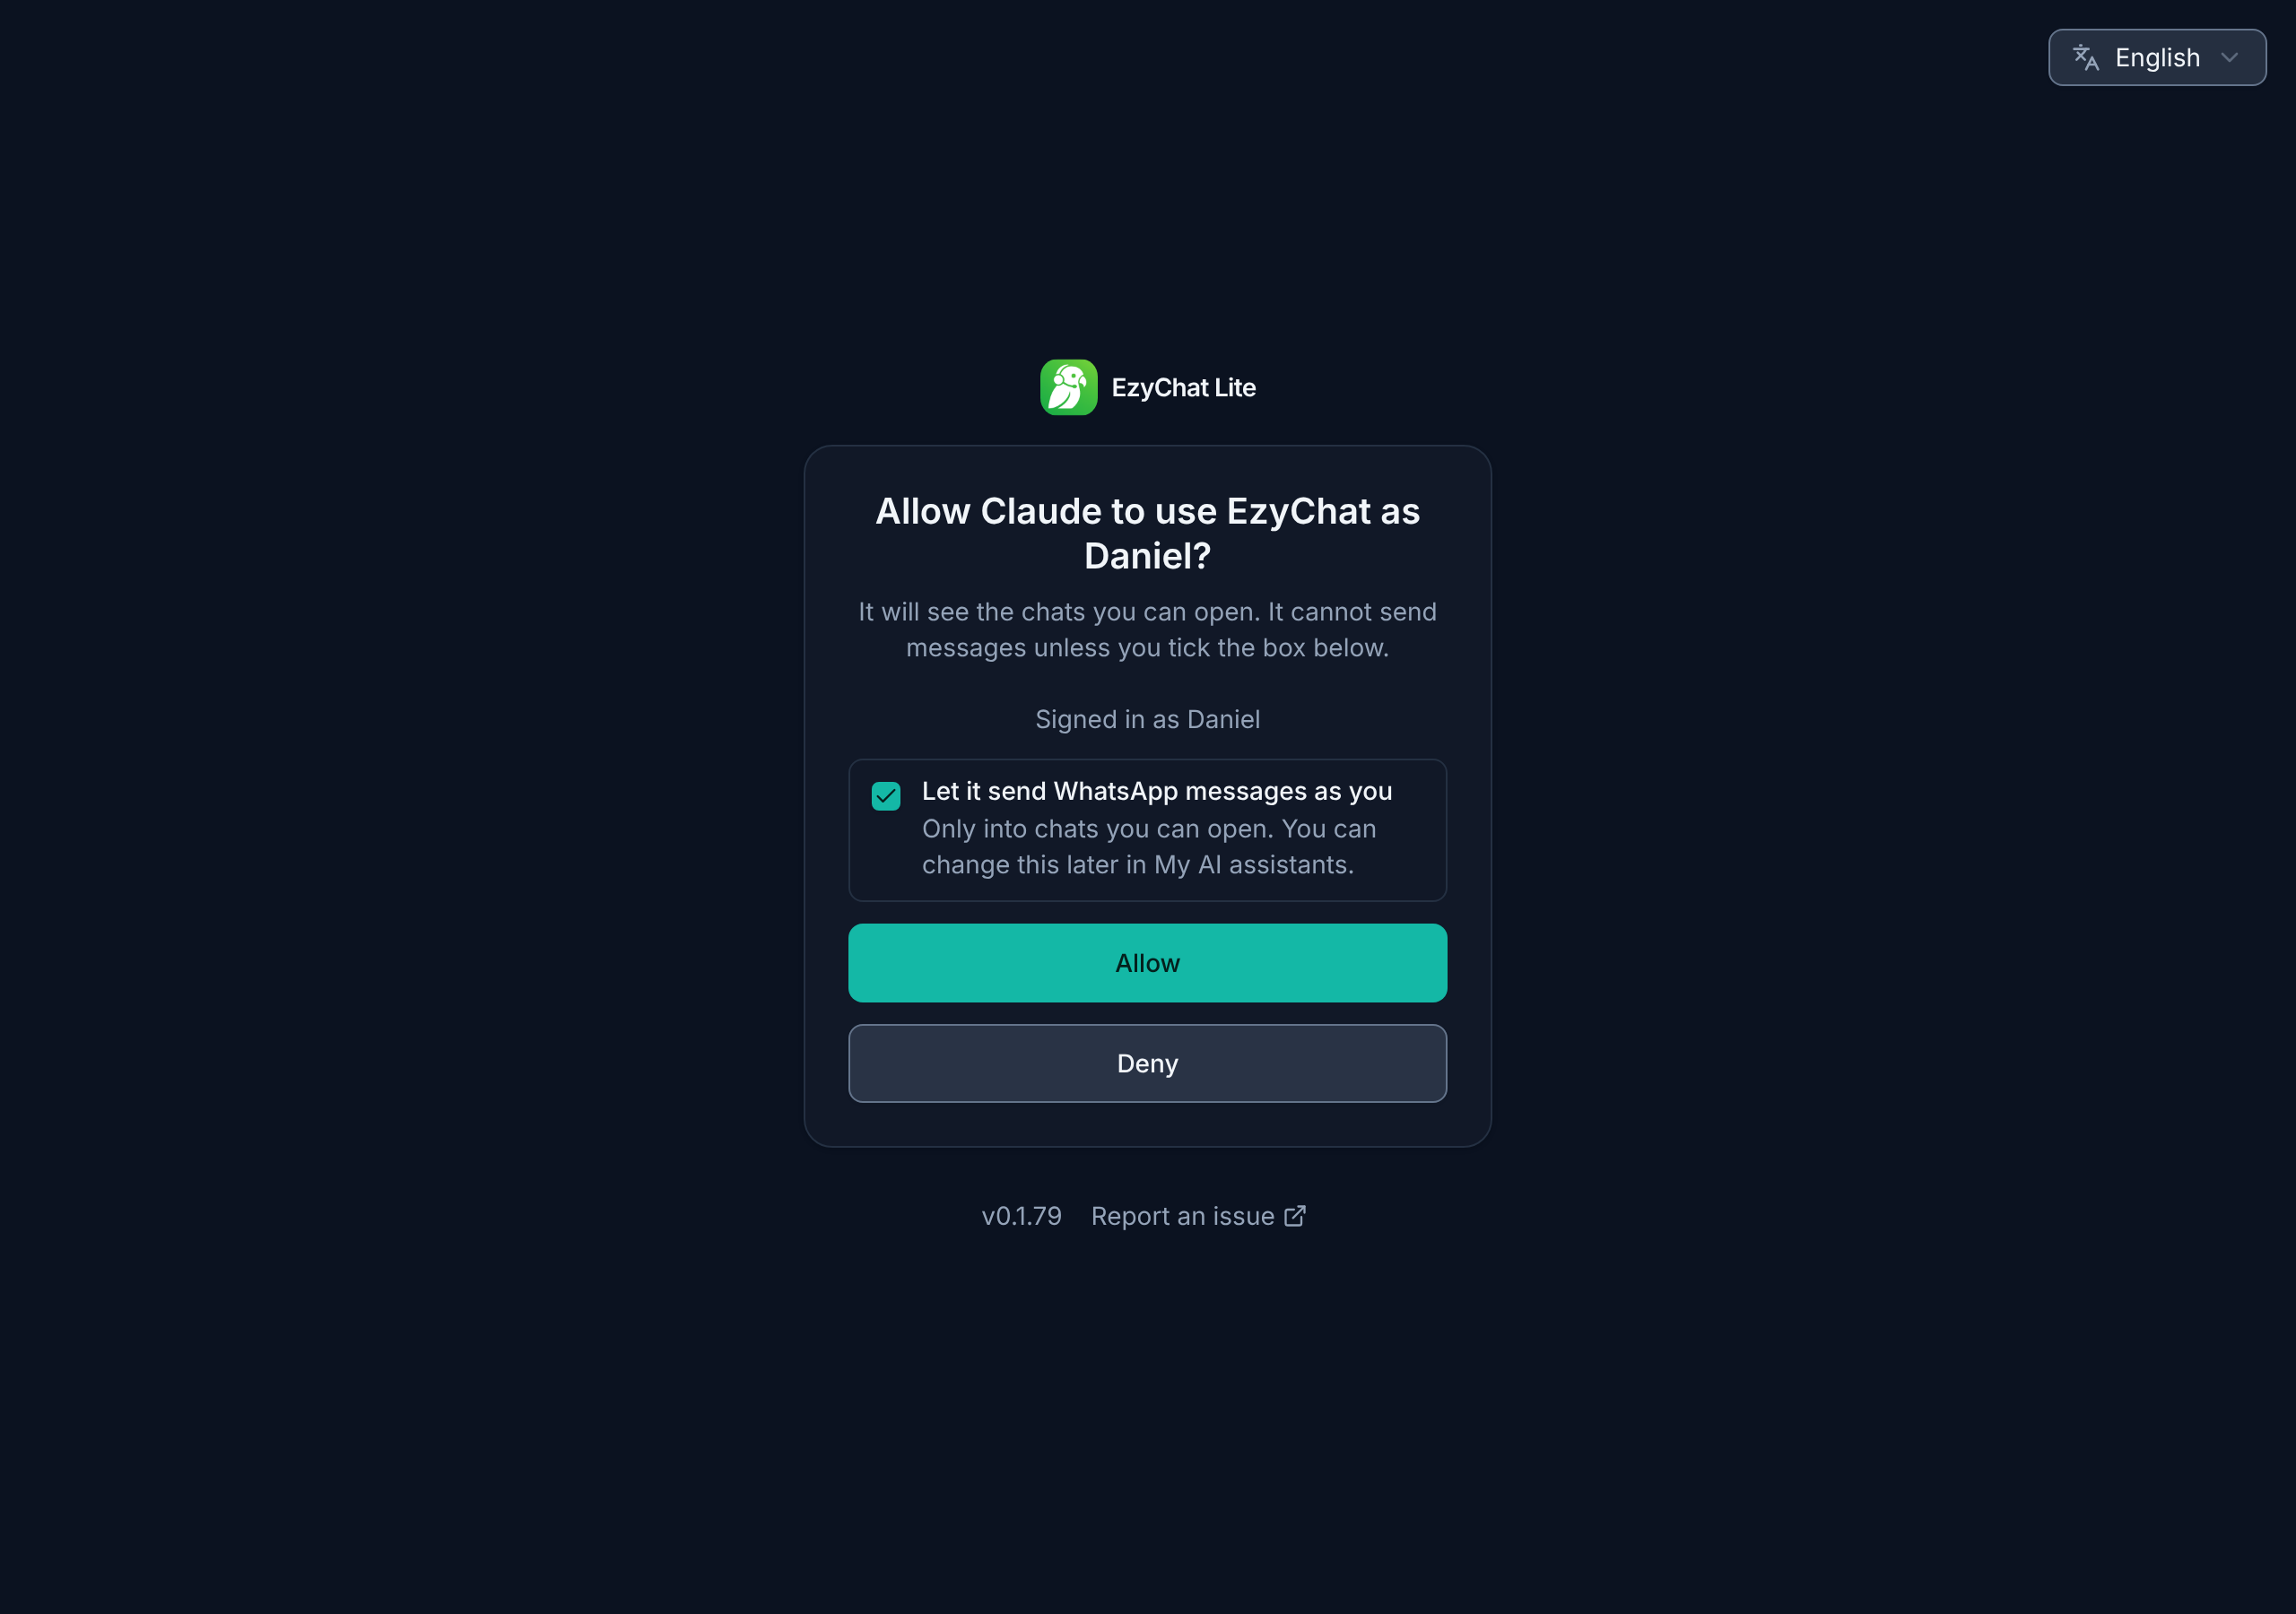 English
EzyChat Lite
Allow Claude to use EzyChat as
Daniel?
It will see the chats you can open. It cannot send
messages unless you tick the box below.
Signed in as Daniel
Let it send WhatsApp messages as you
Only into chats you can open. You can
change this later in My AI assistants.
Allow
Deny
v0.1.79 Report an issue